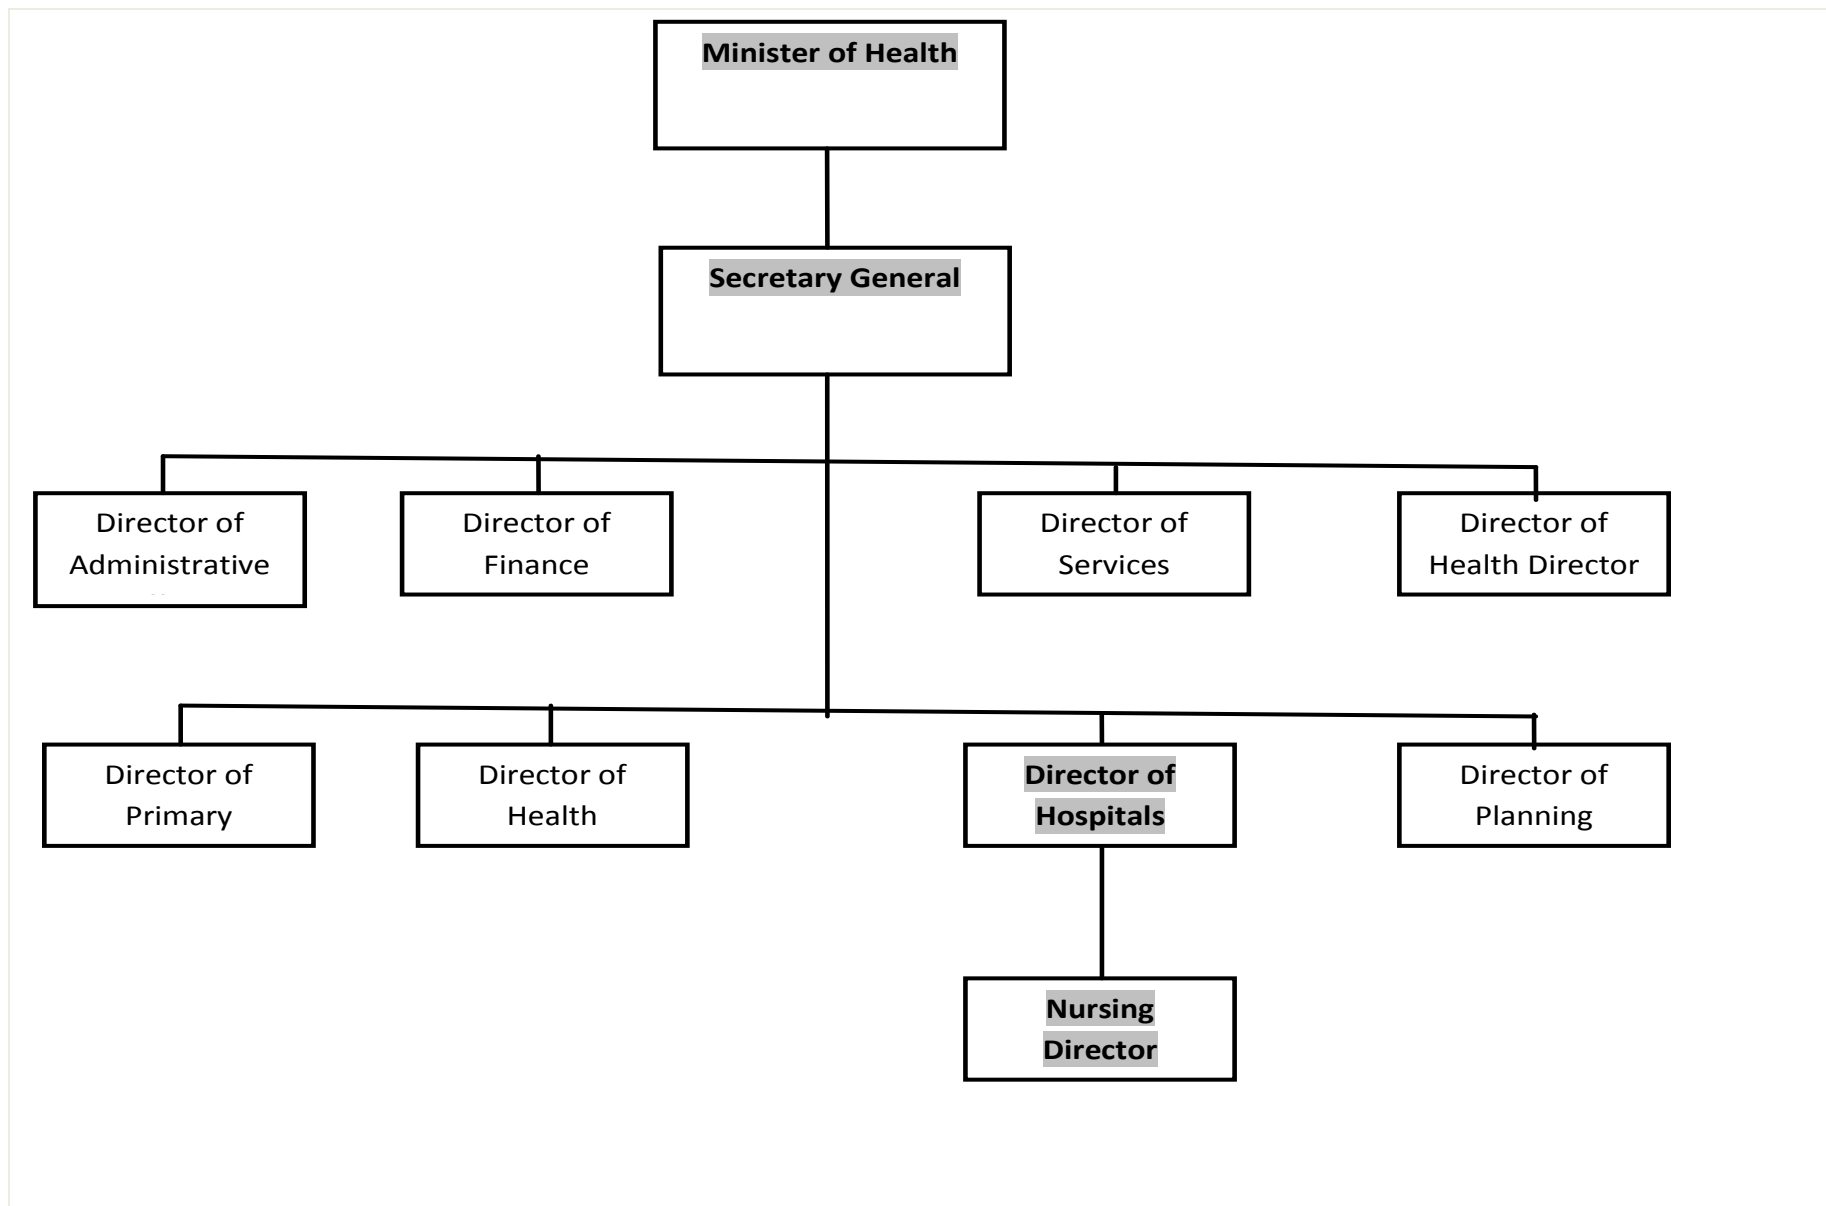 Minister of Health
Secretary General
Director of
Administrative
Director of
Finance
Director of
Services
Director of
Health Director
Director of
Primary
Director of
Health
Director of
Hospitals
Director of
Planning
Nursing
Director